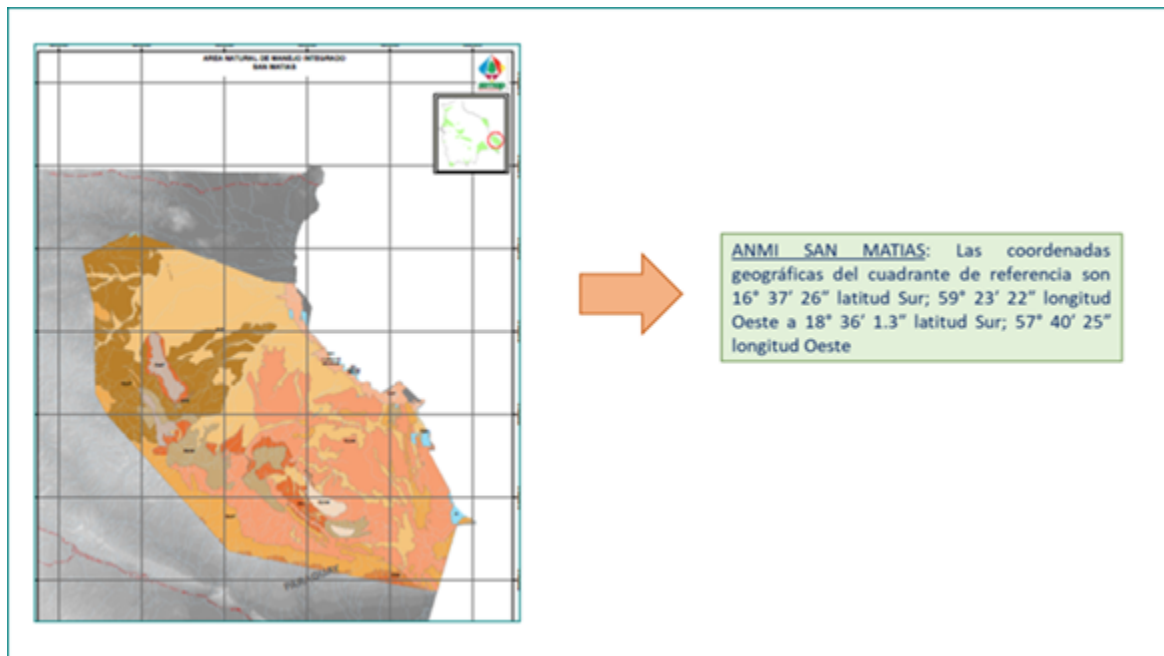 AREA NATURAL DE MANEJO INTEGRADO
SAN MATIAS
PARAGUAY
ANMI SAN MATIAS: Las coordenadas
geográficas del cuadrante de referencia son
16° 37’ 26” latitud Sur; 59° 23’ 22” longitud
Oeste a 18° 36’ 1.3” latitud Sur; 57° 40’ 25”
longitud Oeste